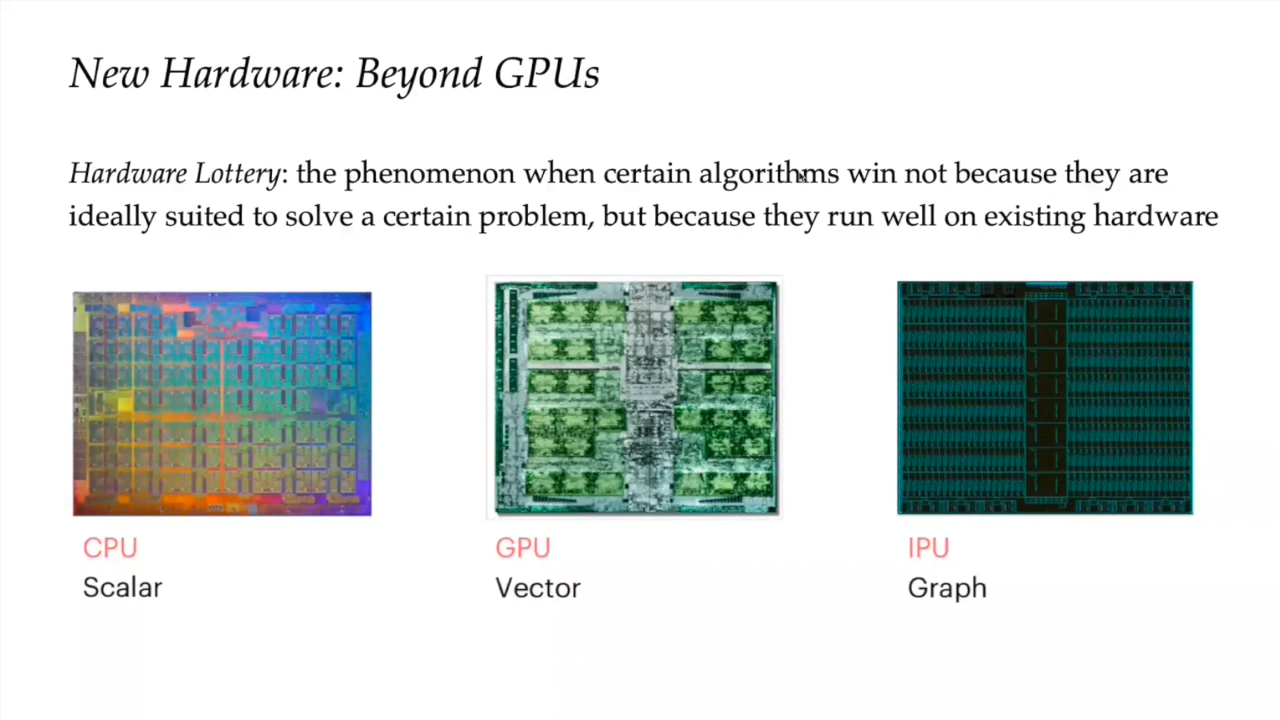 New Hardware: Beyond GPUs
Hardware Lottery: the phenomenon when certain algorithms win not because they are
ideally suited to solve a certain problem, but because they run well on existing hardware
CPU
Scalar
GPU
Vector
IPU
Graph